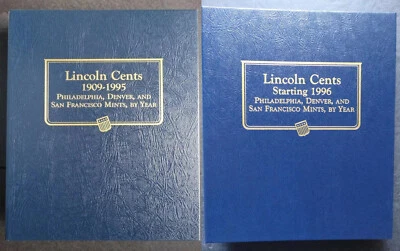 Lincoln Cents
1909-1995
Philadelphia, Denver, and
San Francisco Mints, by Year
Lincoln Cents
Starting 1996
Philadelphia, Denver, and
San Francisco Mints, by Year